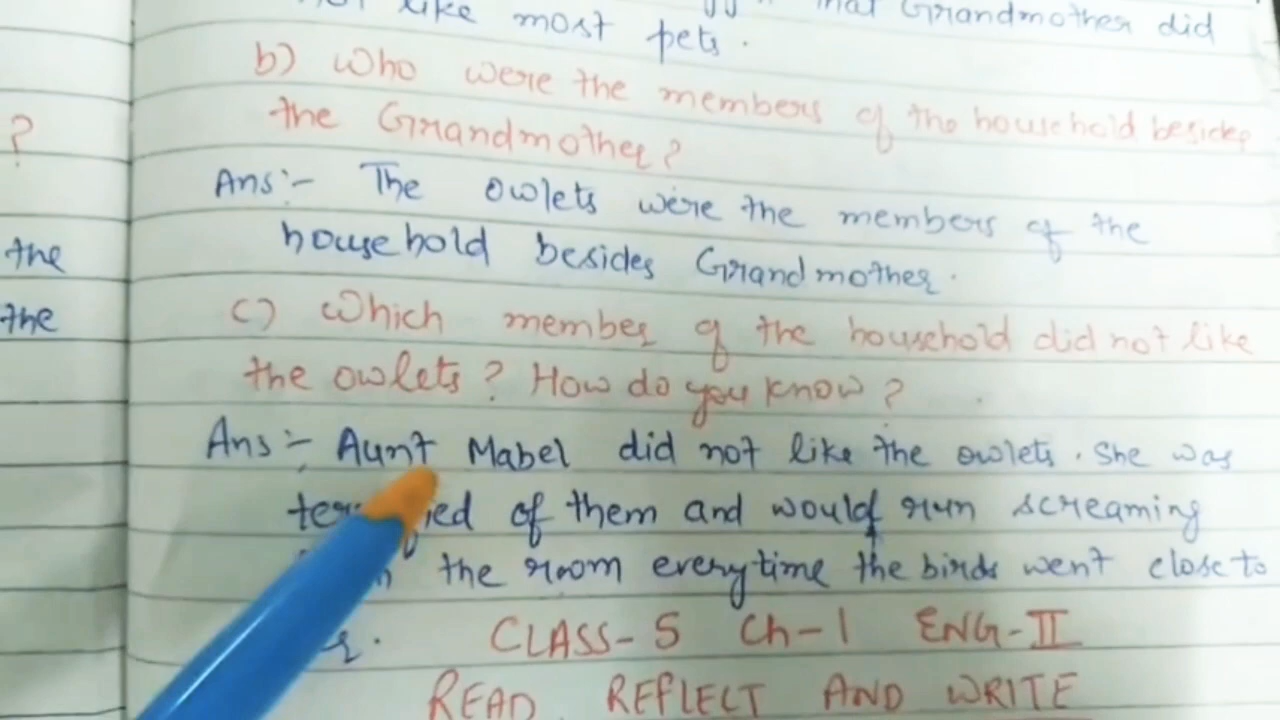 like most pets.
that Grandmother did
b) Who were the members of the household besides
?
the Grandmother?
Ans:- The owlets were the members of the
the
household besides Grandmother.
the
c) Which member of the household did not like
the owlets? How do you know?
Ans:- Aunt Mabel did not like the owlets. She was
of them and would run screaming
the room everytime the birds went close to
CLASS-5 Ch-1 ENG-II
READ REFLECT AND WRITE